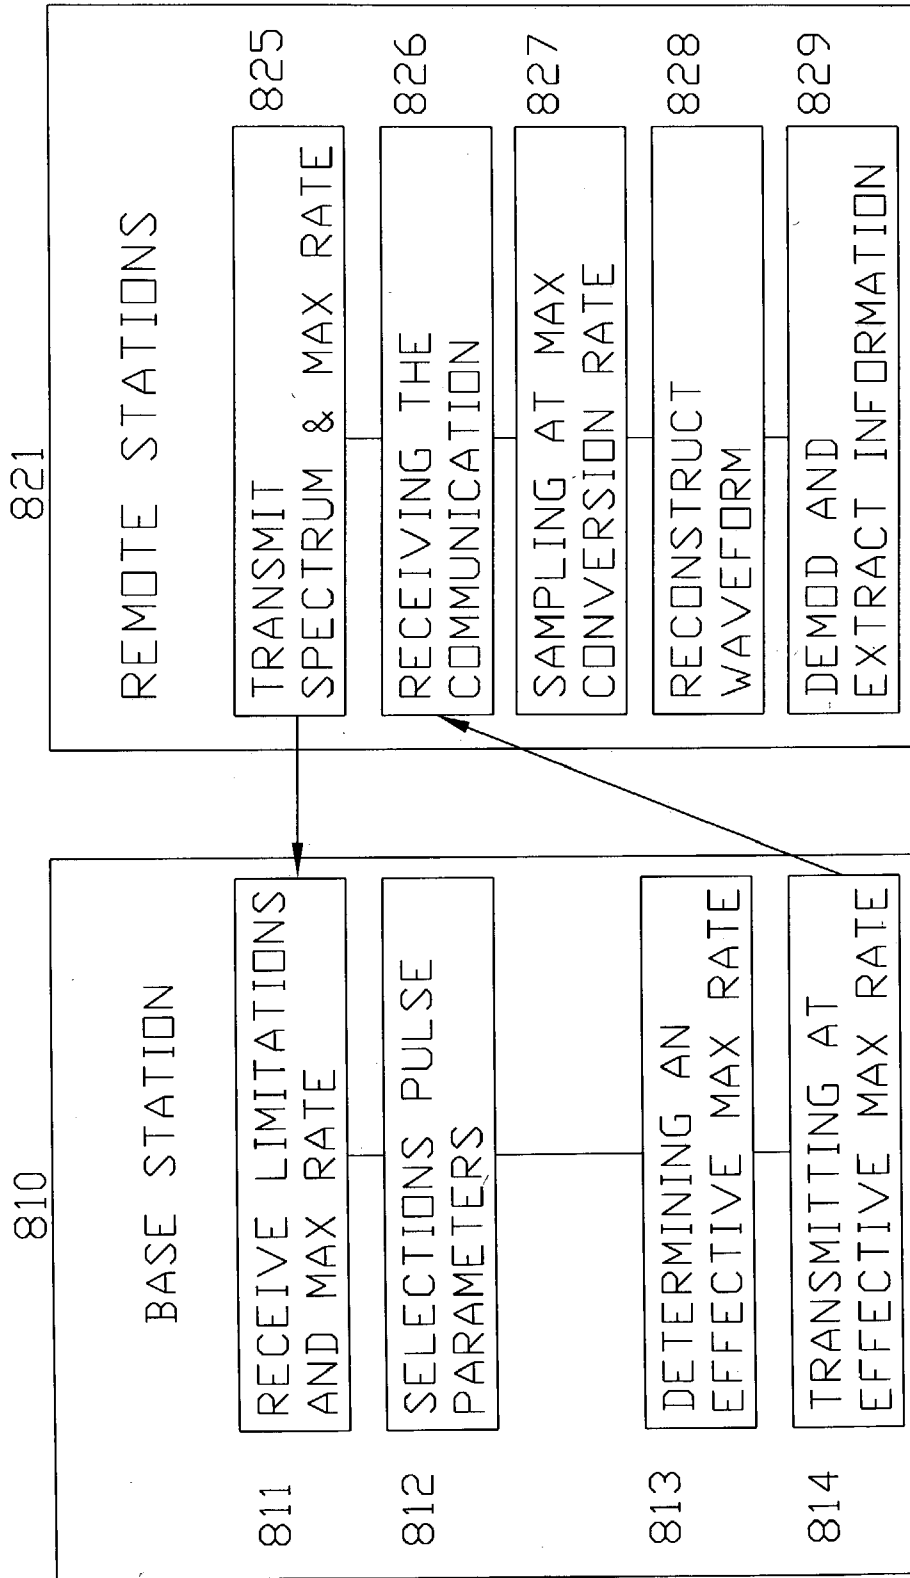 810
BASE STATION
811
RECEIVE LIMITATIONS
AND MAX RATE
812
SELECTIONS PULSE
PARAMETERS
813
DETERMINING AN
EFFECTIVE MAX RATE
814
TRANSMITTING AT
EFFECTIVE MAX RATE
821
REMOTE STATIONS
TRANSMIT
SPECTRUM & MAX RATE
825
RECEIVING THE
COMMUNICATION
826
SAMPLING AT MAX
CONVERSION RATE
827
RECONSTRUCT
WAVEFORM
828
DEMOD AND
EXTRACT INFORMATION
829